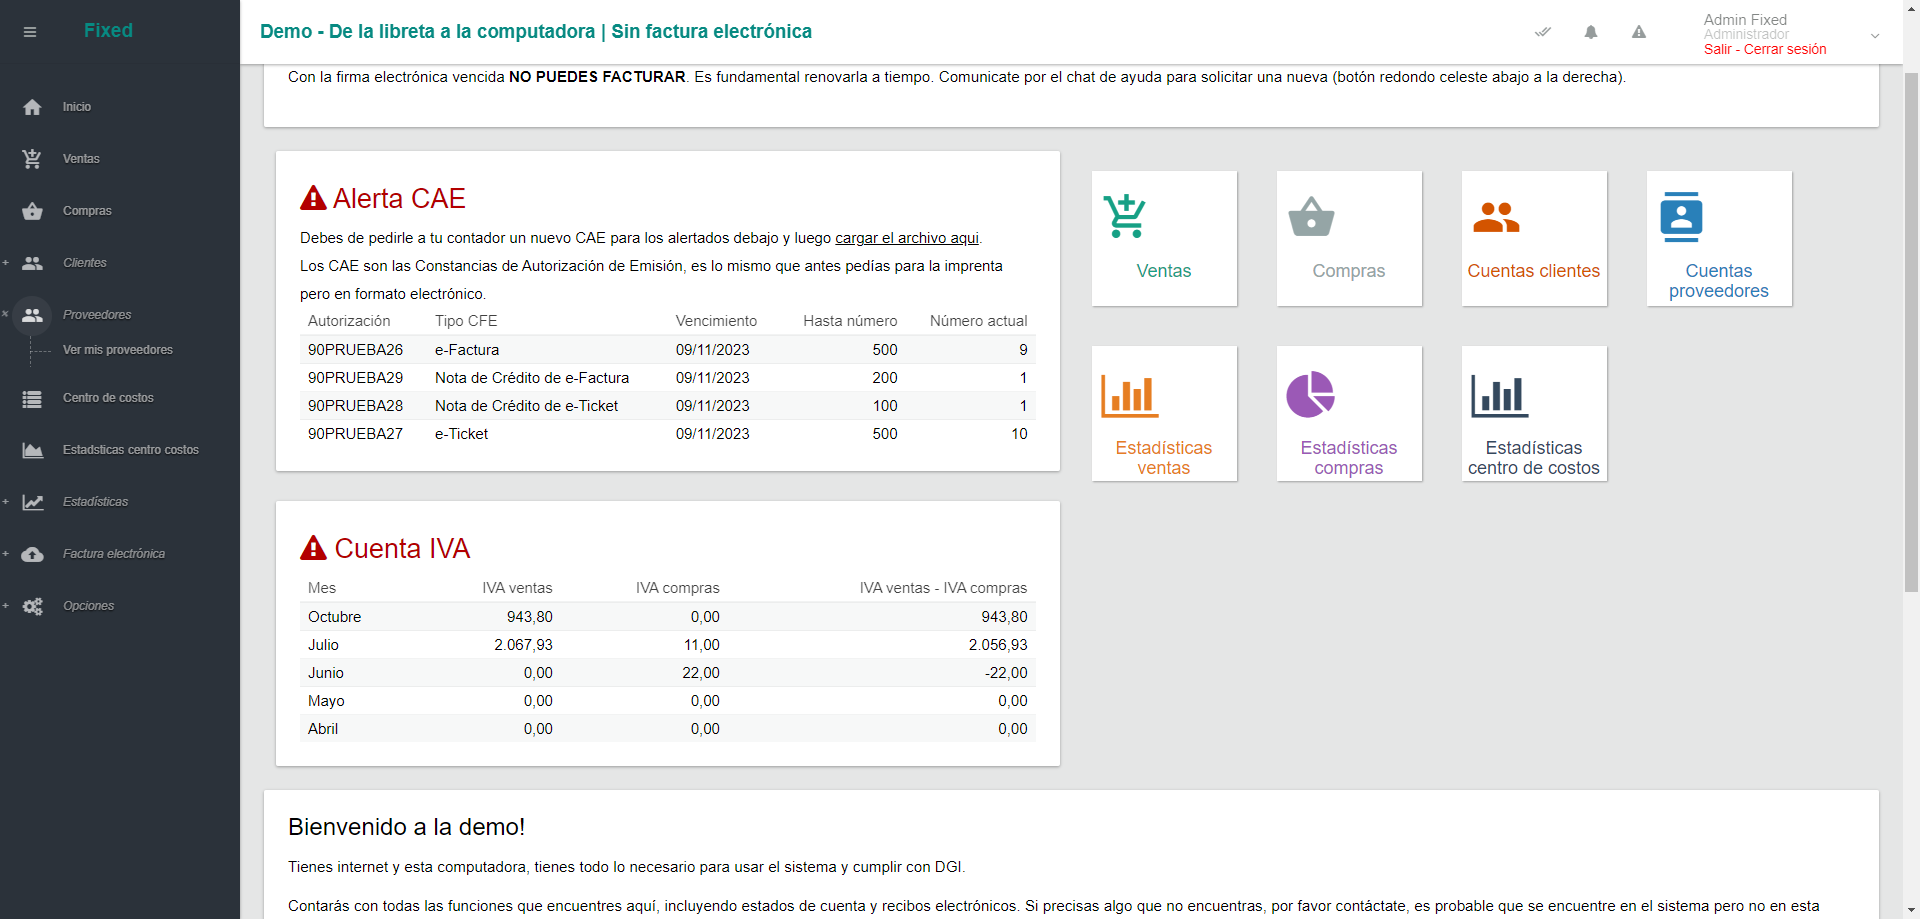 Fixed
Demo - De la libreta a la computadora | Sin factura electrónica
Admin Fixed
Administrador
Salir - Cerrar sesión
Inicio
Ventas
Compras
+ Clientes
Proveedores
Ver mis proveedores
Centro de costos
Estadsticas centro costos
+ Estadísticas
+ Factura electrónica
+ Opciones
Con la firma electrónica vencida NO PUEDES FACTURAR. Es fundamental renovarla a tiempo. Comunicate por el chat de ayuda para solicitar una nueva (botón redondo celeste abajo a la derecha).
Alerta CAE
Debes de pedirle a tu contador un nuevo CAE para los alertados debajo y luego cargar el archivo aqui.
Los CAE son las Constancias de Autorización de Emisión, es lo mismo que antes pedías para la imprenta
pero en formato electrónico.
Autorización Tipo CFE Vencimiento Hasta número Número actual
90PRUEBA26 e-Factura 09/11/2023 500 9
90PRUEBA29 Nota de Crédito de e-Factura 09/11/2023 200 1
90PRUEBA28 Nota de Crédito de e-Ticket 09/11/2023 100 1
90PRUEBA27 e-Ticket 09/11/2023 500 10
Ventas
Compras
Cuentas clientes
Cuentas
proveedores
Estadísticas
ventas
Estadísticas
compras
Estadísticas
centro de costos
Cuenta IVA
Mes IVA ventas IVA compras IVA ventas - IVA compras
Octubre 943,80 0,00 943,80
Julio 2.067,93 11,00 2.056,93
Junio 0,00 22,00 -22,00
Mayo 0,00 0,00 0,00
Abril 0,00 0,00 0,00
Bienvenido a la demo!
Tienes internet y esta computadora, tienes todo lo necesario para usar el sistema y cumplir con DGI.
Contarás con todas las funciones que encuentres aquí, incluyendo estados de cuenta y recibos electrónicos. Si precisas algo que no encuentras, por favor contáctate, es probable que se encuentre en el sistema pero no en esta